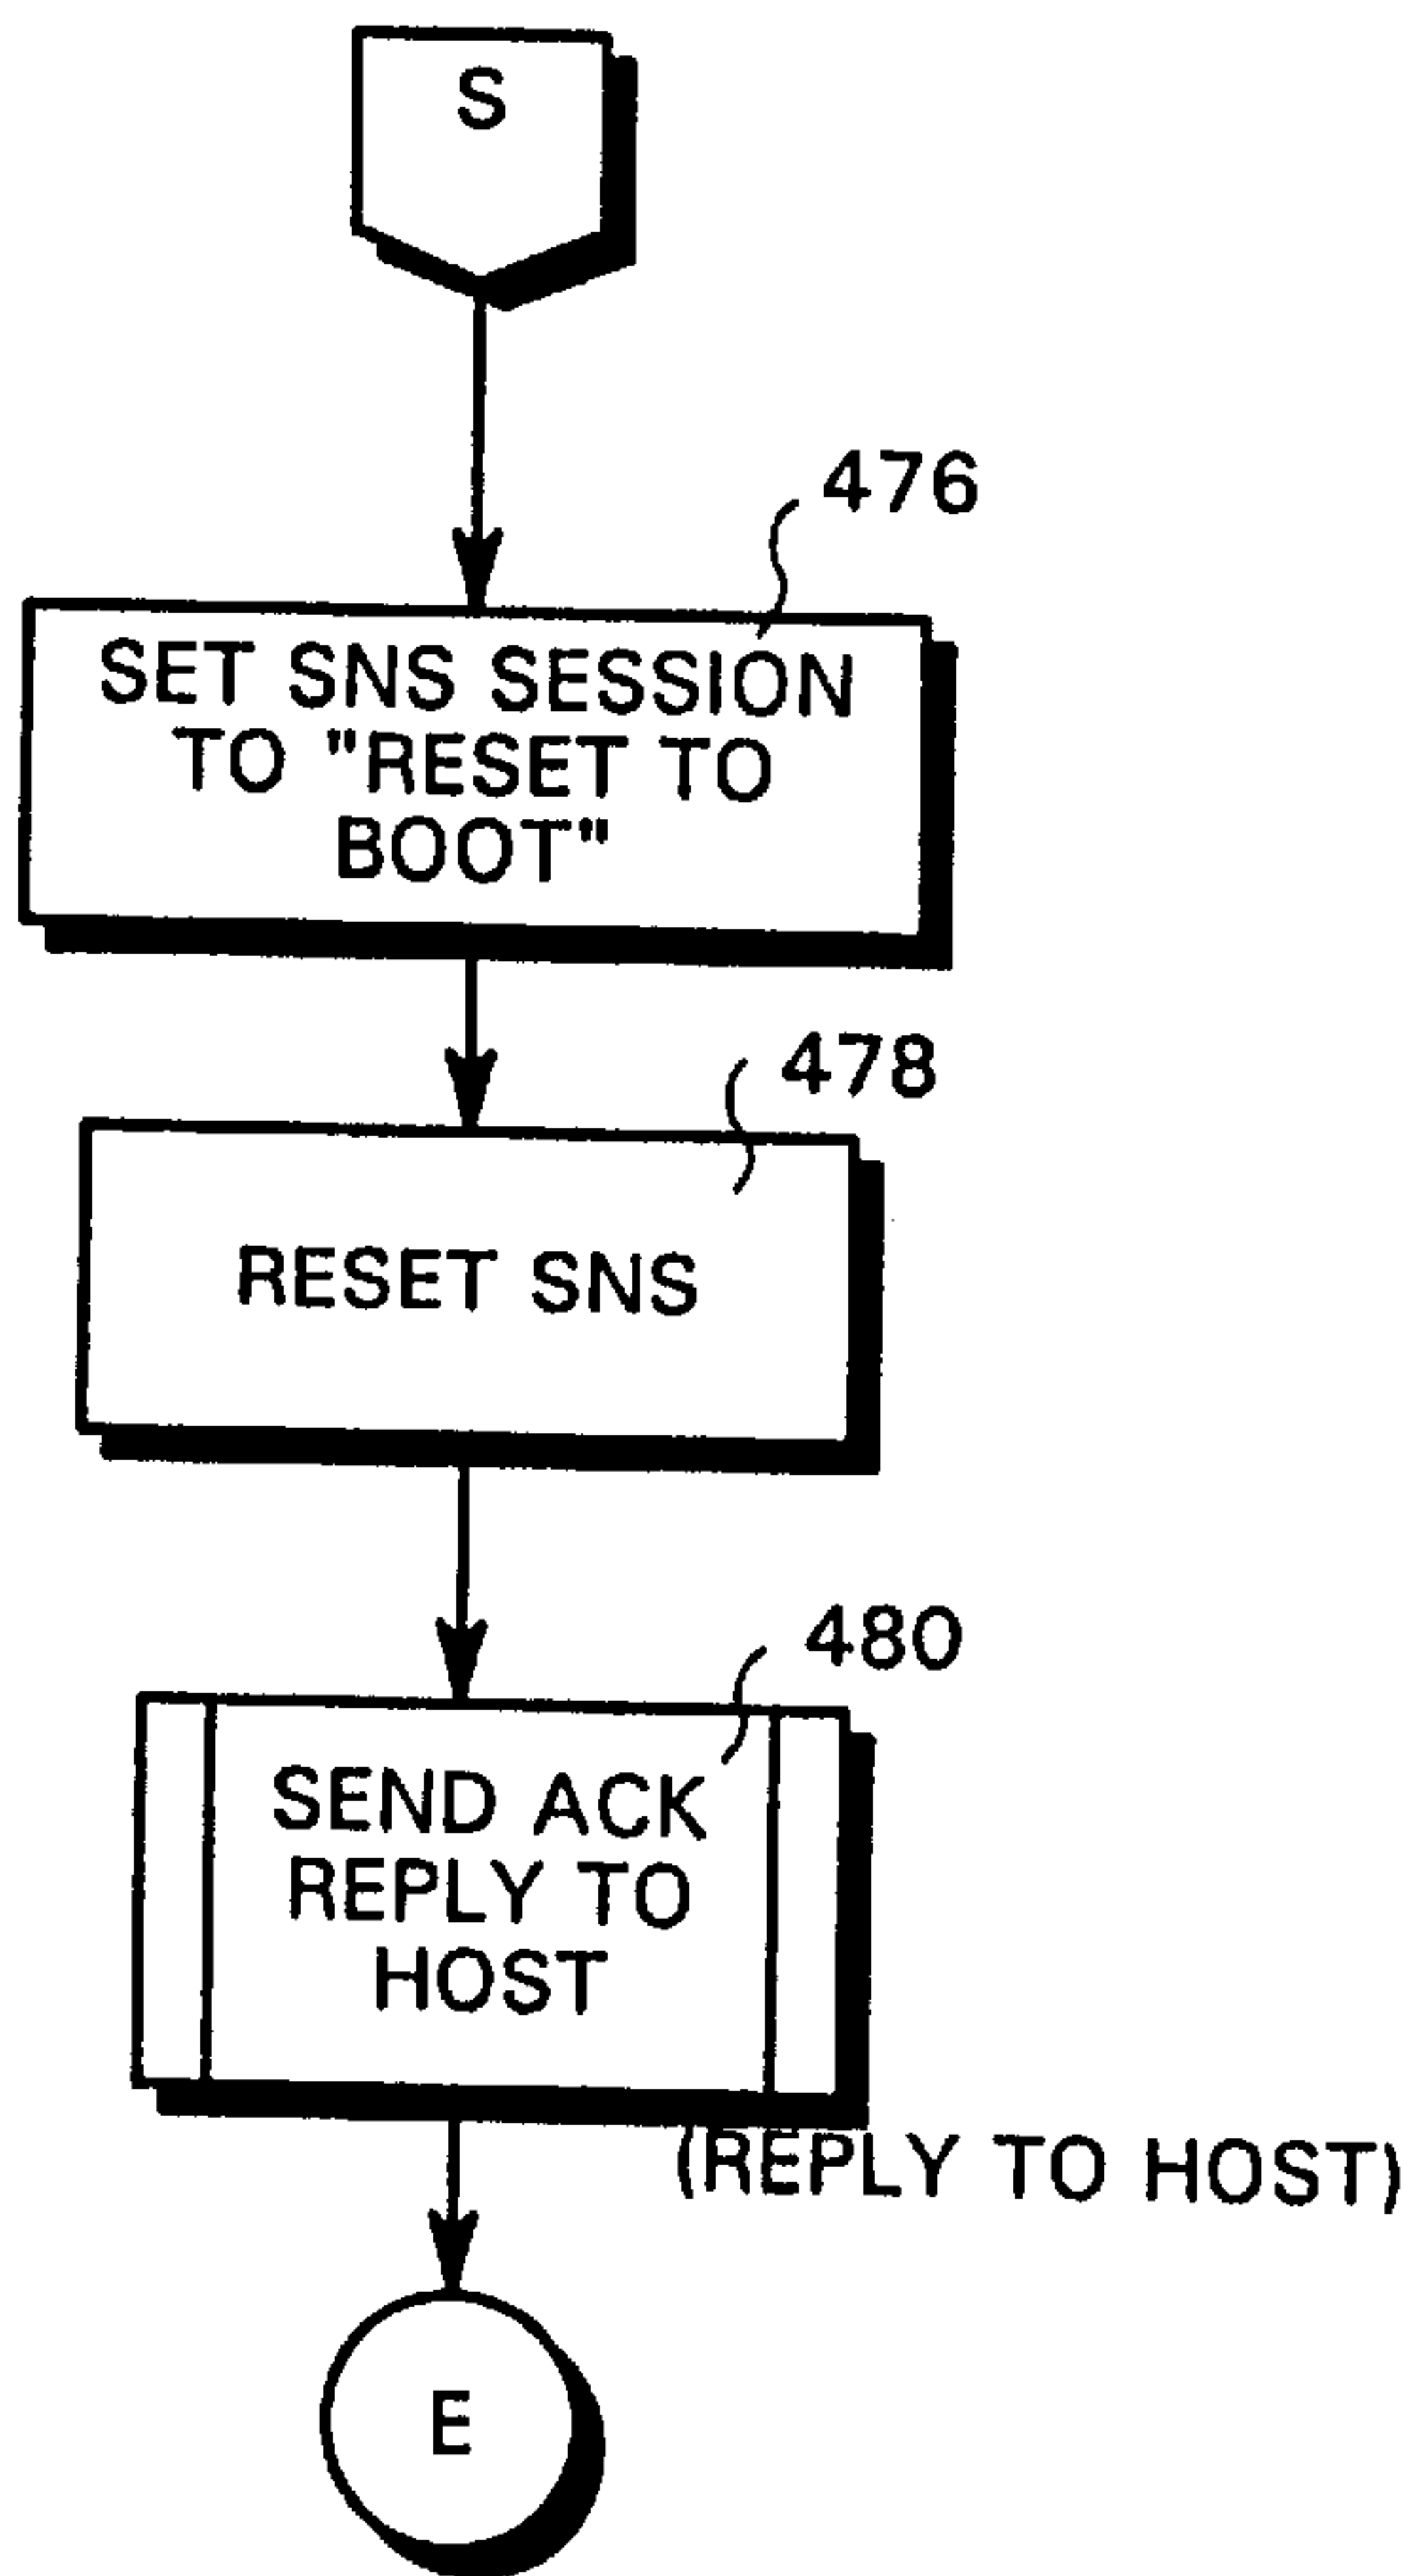 S
476
SET SNS SESSION
TO "RESET TO
BOOT"
478
RESET SNS
480
SEND ACK
REPLY TO
HOST
(REPLY TO HOST)
E